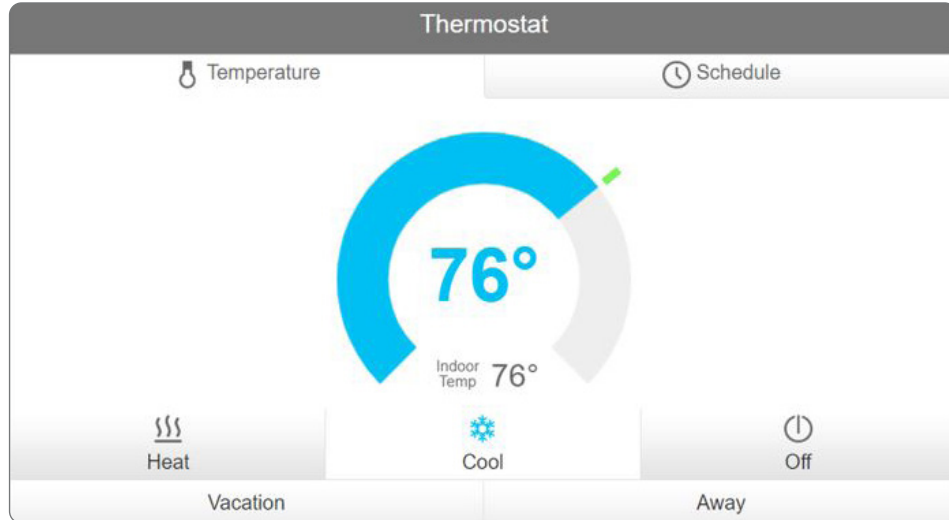 Thermostat
Temperature
Schedule
76°
Indoor
Temp 76°
Heat
Cool
Off
Vacation
Away